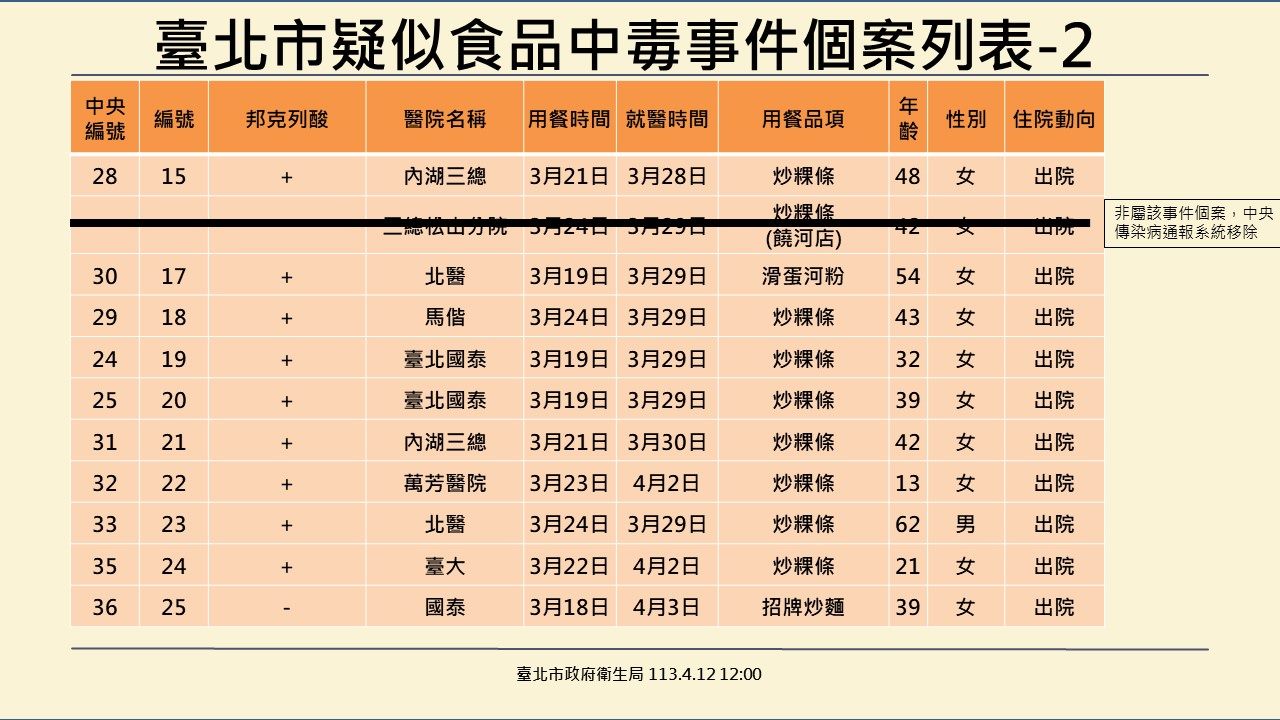 臺北市疑似食品中毒事件個案列表-2
中央編號 編號 邦克列酸 醫院名稱 用餐時間 就醫時間 用餐品項 年齡 性別 住院動向
28 15 + 內湖三總 3月21日 3月28日 炒粿條 48 女 出院
三總松山分院 3月24日 3月29日 炒粿條 (饒河店) 42 女 出院
非屬該事件個案，中央
傳染病通報系統移除
30 17 + 北醫 3月19日 3月29日 滑蛋河粉 54 女 出院
29 18 + 馬偕 3月24日 3月29日 炒粿條 43 女 出院
24 19 + 臺北國泰 3月19日 3月29日 炒粿條 32 女 出院
25 20 + 臺北國泰 3月19日 3月29日 炒粿條 39 女 出院
31 21 + 內湖三總 3月21日 3月30日 炒粿條 42 女 出院
32 22 + 萬芳醫院 3月23日 4月2日 炒粿條 13 女 出院
33 23 + 北醫 3月24日 3月29日 炒粿條 62 男 出院
35 24 + 臺大 3月22日 4月2日 炒粿條 21 女 出院
36 25 - 國泰 3月18日 4月3日 招牌炒麵 39 女 出院
臺北市政府衛生局 113.4.12 12:00